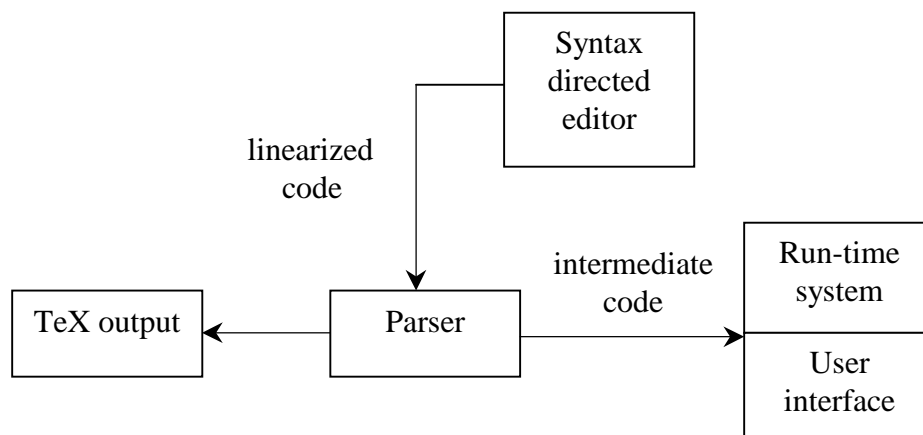 Syntax
directed
editor
linearized
code
intermediate
code
Run-time
system
TeX output
Parser
User
interface